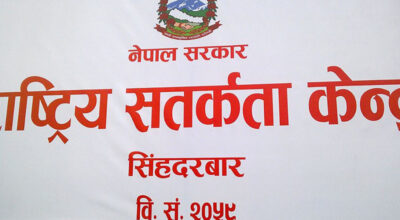 नेपाल सरकार
राष्ट्रिय सतर्कता केन्द्र
सिंहदरबार
वि. सं. २०५९